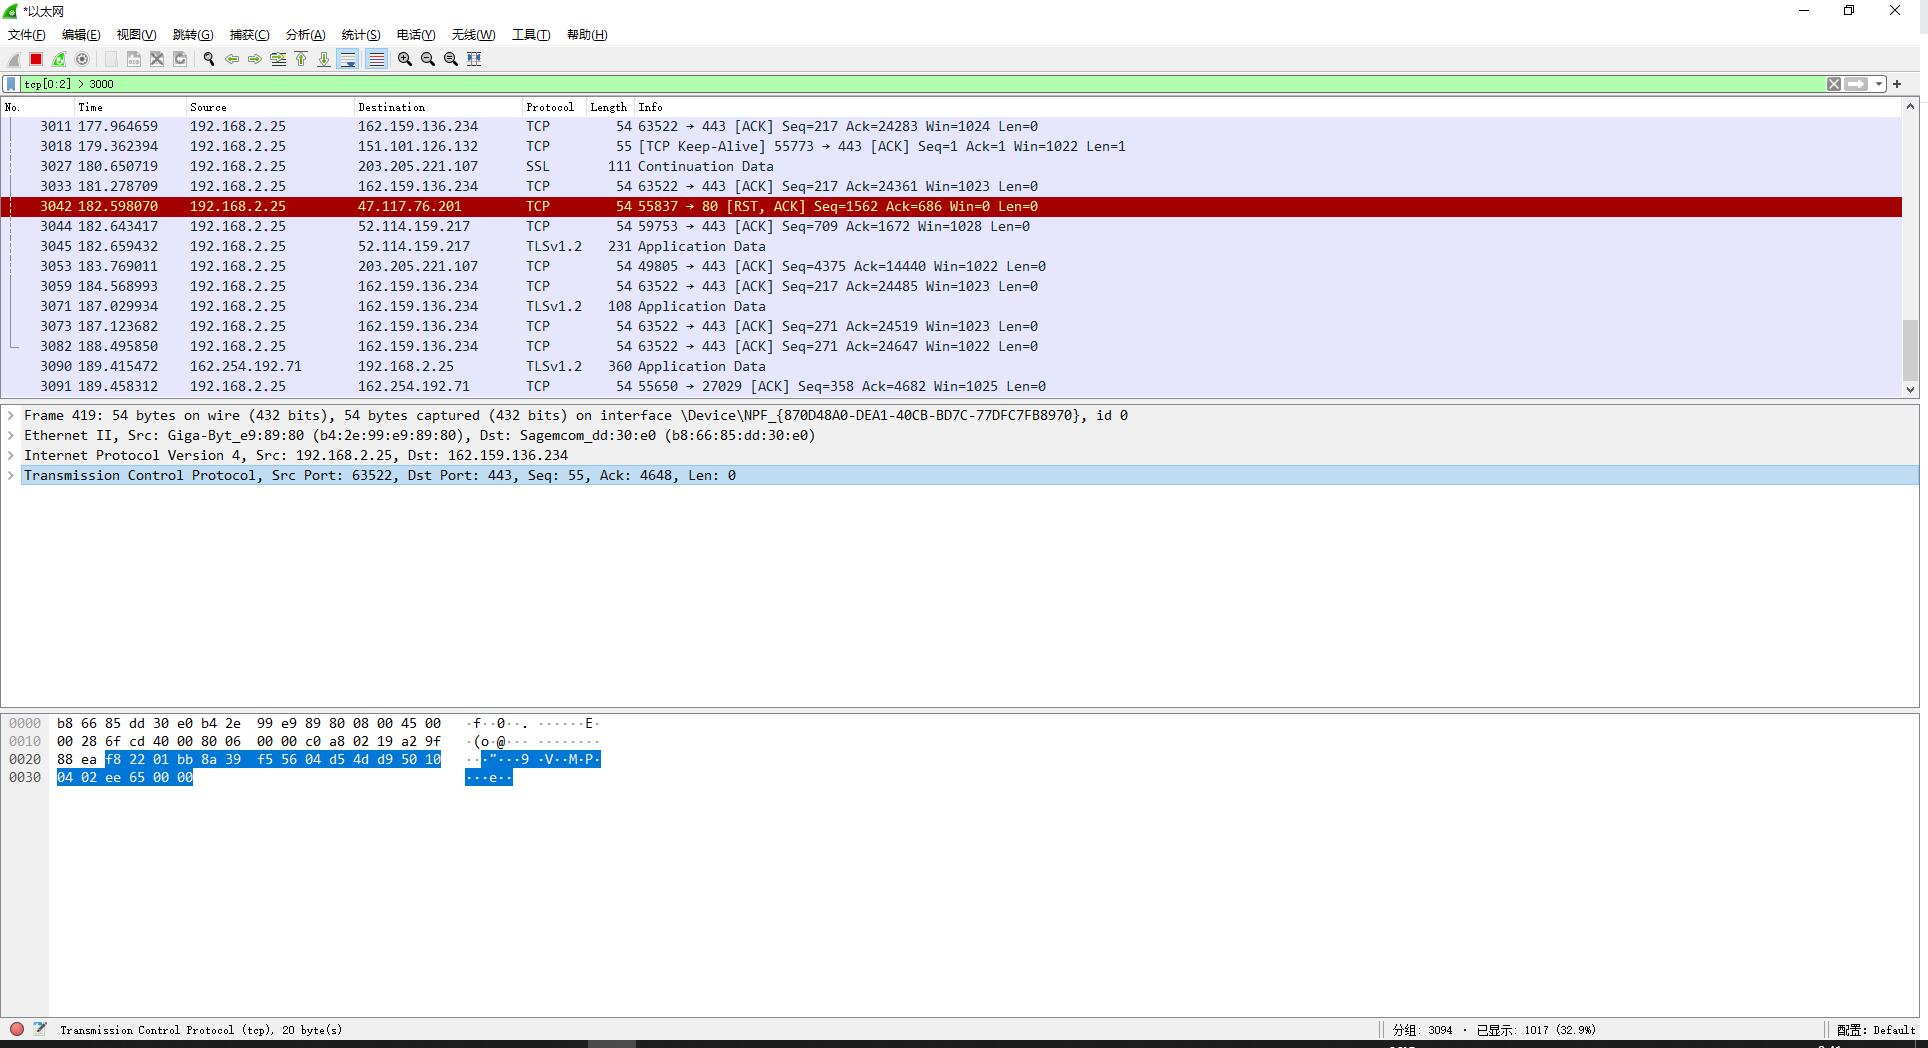 *以太网
文件(F) 编辑(E) 视图(V) 跳转(G) 捕获(C) 分析(A) 统计(S) 电话(Y) 无线(W) 工具(T) 帮助(H)
tcp[0:2] > 3000
No. Time Source Destination Protocol Length Info
3011 177.964659 192.168.2.25 162.159.136.234 TCP 54 63522 → 443 [ACK] Seq=217 Ack=24283 Win=1024 Len=0
3018 179.362394 192.168.2.25 151.101.126.132 TCP 55 [TCP Keep-Alive] 55773 → 443 [ACK] Seq=1 Ack=1 Win=1022 Len=1
3027 180.650719 192.168.2.25 203.205.221.107 SSL 111 Continuation Data
3033 181.278709 192.168.2.25 162.159.136.234 TCP 54 63522 → 443 [ACK] Seq=217 Ack=24361 Win=1023 Len=0
3042 182.598070 192.168.2.25 47.117.76.201 TCP 54 55837 → 80 [RST, ACK] Seq=1562 Ack=686 Win=0 Len=0
3044 182.643417 192.168.2.25 52.114.159.217 TCP 54 59753 → 443 [ACK] Seq=709 Ack=1672 Win=1028 Len=0
3045 182.659432 192.168.2.25 52.114.159.217 TLSv1.2 231 Application Data
3053 183.769011 192.168.2.25 203.205.221.107 TCP 54 49805 → 443 [ACK] Seq=4375 Ack=14440 Win=1022 Len=0
3059 184.568993 192.168.2.25 162.159.136.234 TCP 54 63522 → 443 [ACK] Seq=217 Ack=24485 Win=1023 Len=0
3071 187.029934 192.168.2.25 162.159.136.234 TLSv1.2 108 Application Data
3073 187.123682 192.168.2.25 162.159.136.234 TCP 54 63522 → 443 [ACK] Seq=271 Ack=24519 Win=1023 Len=0
3082 188.495850 192.168.2.25 162.159.136.234 TCP 54 63522 → 443 [ACK] Seq=271 Ack=24647 Win=1022 Len=0
3090 189.415472 162.254.192.71 192.168.2.25 TLSv1.2 360 Application Data
3091 189.458312 192.168.2.25 162.254.192.71 TCP 54 55650 → 27029 [ACK] Seq=358 Ack=4682 Win=1025 Len=0
Frame 419: 54 bytes on wire (432 bits), 54 bytes captured (432 bits) on interface \Device\NPF_{870D48A0-DEA1-40CB-BD7C-77DFC7FB8970}, id 0
Ethernet II, Src: Giga-Byt_e9:89:80 (b4:2e:99:e9:89:80), Dst: Sagemcom_dd:30:e0 (b8:66:85:dd:30:e0)
Internet Protocol Version 4, Src: 192.168.2.25, Dst: 162.159.136.234
Transmission Control Protocol, Src Port: 63522, Dst Port: 443, Seq: 55, Ack: 4648, Len: 0
0000 b8 66 85 dd 30 e0 b4 2e 99 e9 89 80 08 00 45 00 ·f··0··. ······E·
0010 00 28 6f cd 40 00 80 06 00 00 c0 a8 02 19 a2 9f ·(o·@··· ········
0020 88 ea f8 22 01 bb 8a 39 f5 56 04 d5 4d d9 50 10 ···"···9 ·V··M·P·
0030 04 02 ee 65 00 00 ···e··
Transmission Control Protocol (tcp), 20 byte(s)
分组: 3094 · 已显示: 1017 (32.9%)
配置: Default